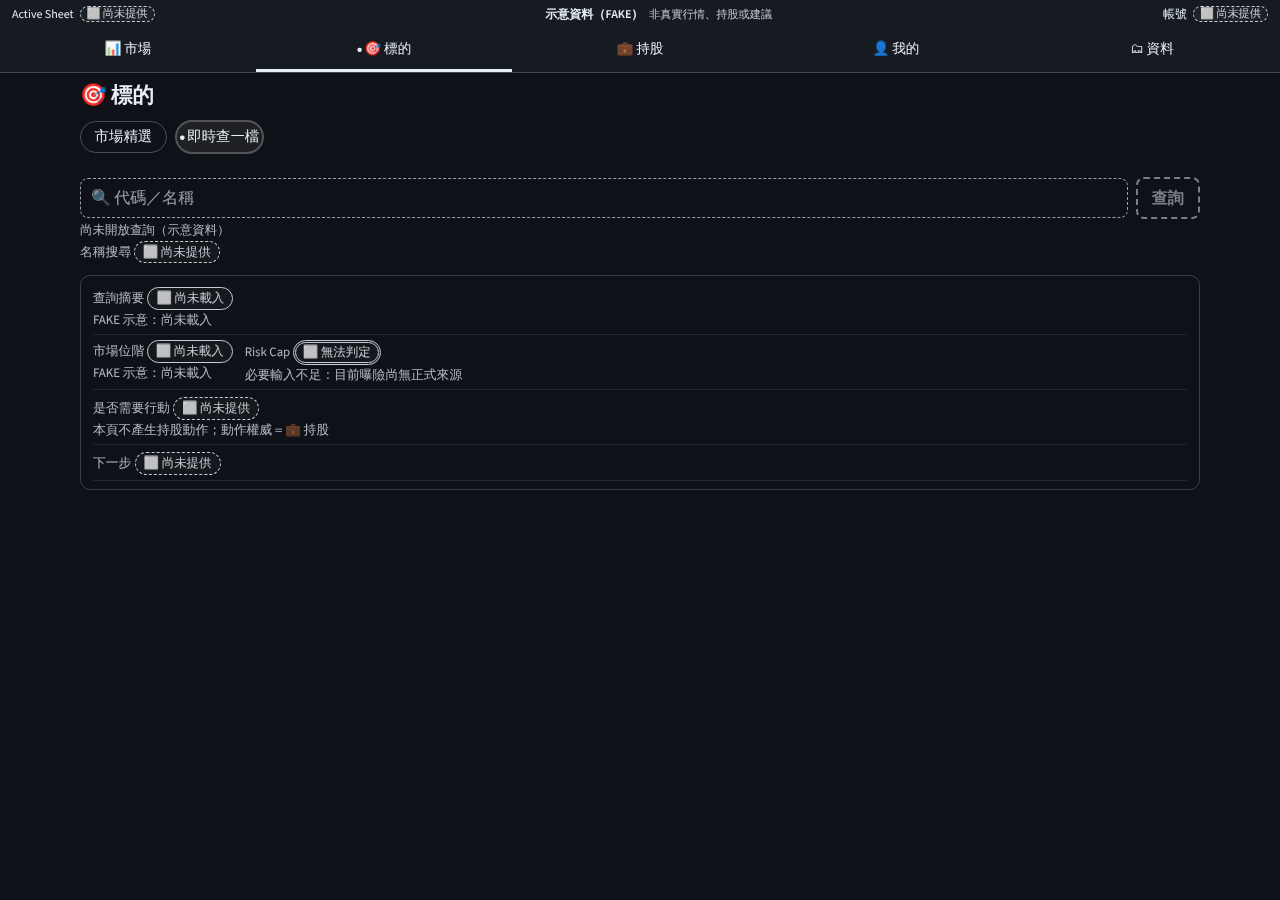 Active Sheet ⬜ 尚未提供 示意資料（FAKE） 非真實行情、持股或建議 帳號 ⬜ 尚未提供
📊 市場 • 🎯 標的 💼 持股 👤 我的 🗂 資料
🎯 標的
市場精選 • 即時查一檔
🔍 代碼／名稱 查詢
尚未開放查詢（示意資料）
名稱搜尋 ⬜ 尚未提供
查詢摘要 ⬜ 尚未載入
FAKE 示意：尚未載入
市場位階 ⬜ 尚未載入 Risk Cap ⬜ 無法判定
FAKE 示意：尚未載入 必要輸入不足：目前曝險尚無正式來源
是否需要行動 ⬜ 尚未提供
本頁不產生持股動作；動作權威＝💼 持股
下一步 ⬜ 尚未提供